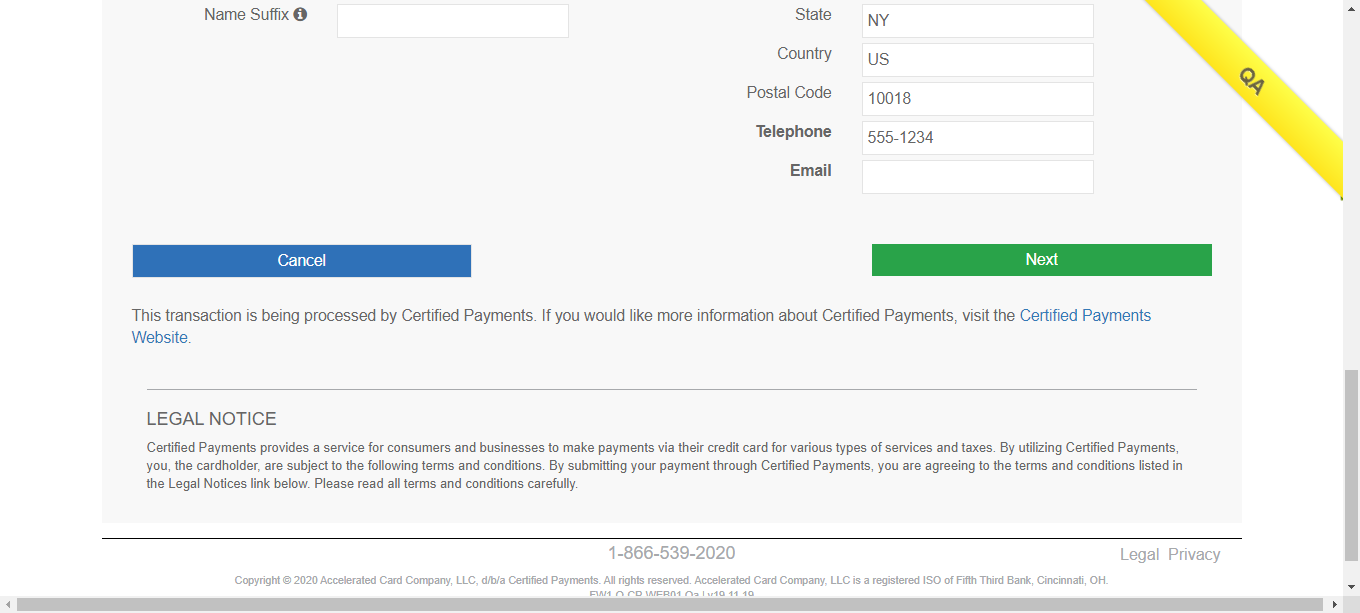 Name Suffix
State
NY
Country
US
Postal Code
10018
Telephone
555-1234
Email
QA
Cancel
Next
This transaction is being processed by Certified Payments. If you would like more information about Certified Payments, visit the Certified Payments
Website.
LEGAL NOTICE
Certified Payments provides a service for consumers and businesses to make payments via their credit card for various types of services and taxes. By utilizing Certified Payments,
you, the cardholder, are subject to the following terms and conditions. By submitting your payment through Certified Payments, you are agreeing to the terms and conditions listed in
the Legal Notices link below. Please read all terms and conditions carefully.
1-866-539-2020
Legal Privacy
Copyright © 2020 Accelerated Card Company, LLC, d/b/a Certified Payments. All rights reserved. Accelerated Card Company, LLC is a registered ISO of Fifth Third Bank, Cincinnati, OH.